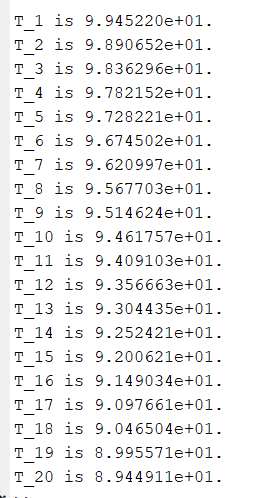 T_1 is 9.945220e+01.
T_2 is 9.890652e+01.
T_3 is 9.836296e+01.
T_4 is 9.782152e+01.
T_5 is 9.728221e+01.
T_6 is 9.674502e+01.
T_7 is 9.620997e+01.
T_8 is 9.567703e+01.
T_9 is 9.514624e+01.
T_10 is 9.461757e+01.
T_11 is 9.409103e+01.
T_12 is 9.356663e+01.
T_13 is 9.304435e+01.
T_14 is 9.252421e+01.
T_15 is 9.200621e+01.
T_16 is 9.149034e+01.
T_17 is 9.097661e+01.
T_18 is 9.046504e+01.
T_19 is 8.995571e+01.
T_20 is 8.944911e+01.